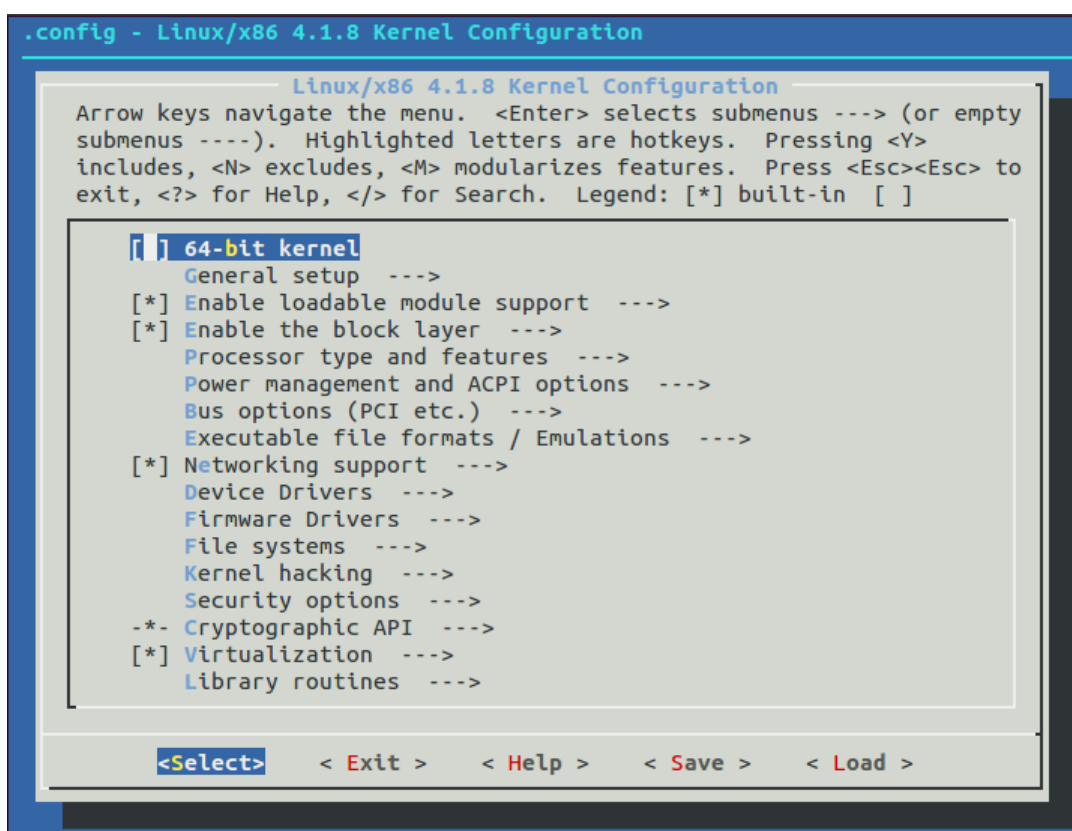 .config - Linux/x86 4.1.8 Kernel Configuration
Linux/x86 4.1.8 Kernel Configuration
Arrow keys navigate the menu.  <Enter> selects submenus ---> (or empty
submenus ----).  Highlighted letters are hotkeys.  Pressing <Y>
includes, <N> excludes, <M> modularizes features.  Press <Esc><Esc> to
exit, <?> for Help, </> for Search.  Legend: [*] built-in  [ ]
[ ] 64-bit kernel
General setup  --->
[*] Enable loadable module support  --->
[*] Enable the block layer  --->
Processor type and features  --->
Power management and ACPI options  --->
Bus options (PCI etc.)  --->
Executable file formats / Emulations  --->
[*] Networking support  --->
Device Drivers  --->
Firmware Drivers  --->
File systems  --->
Kernel hacking  --->
Security options  --->
-*- Cryptographic API  --->
[*] Virtualization  --->
Library routines  --->
<Select>    < Exit >    < Help >    < Save >    < Load >